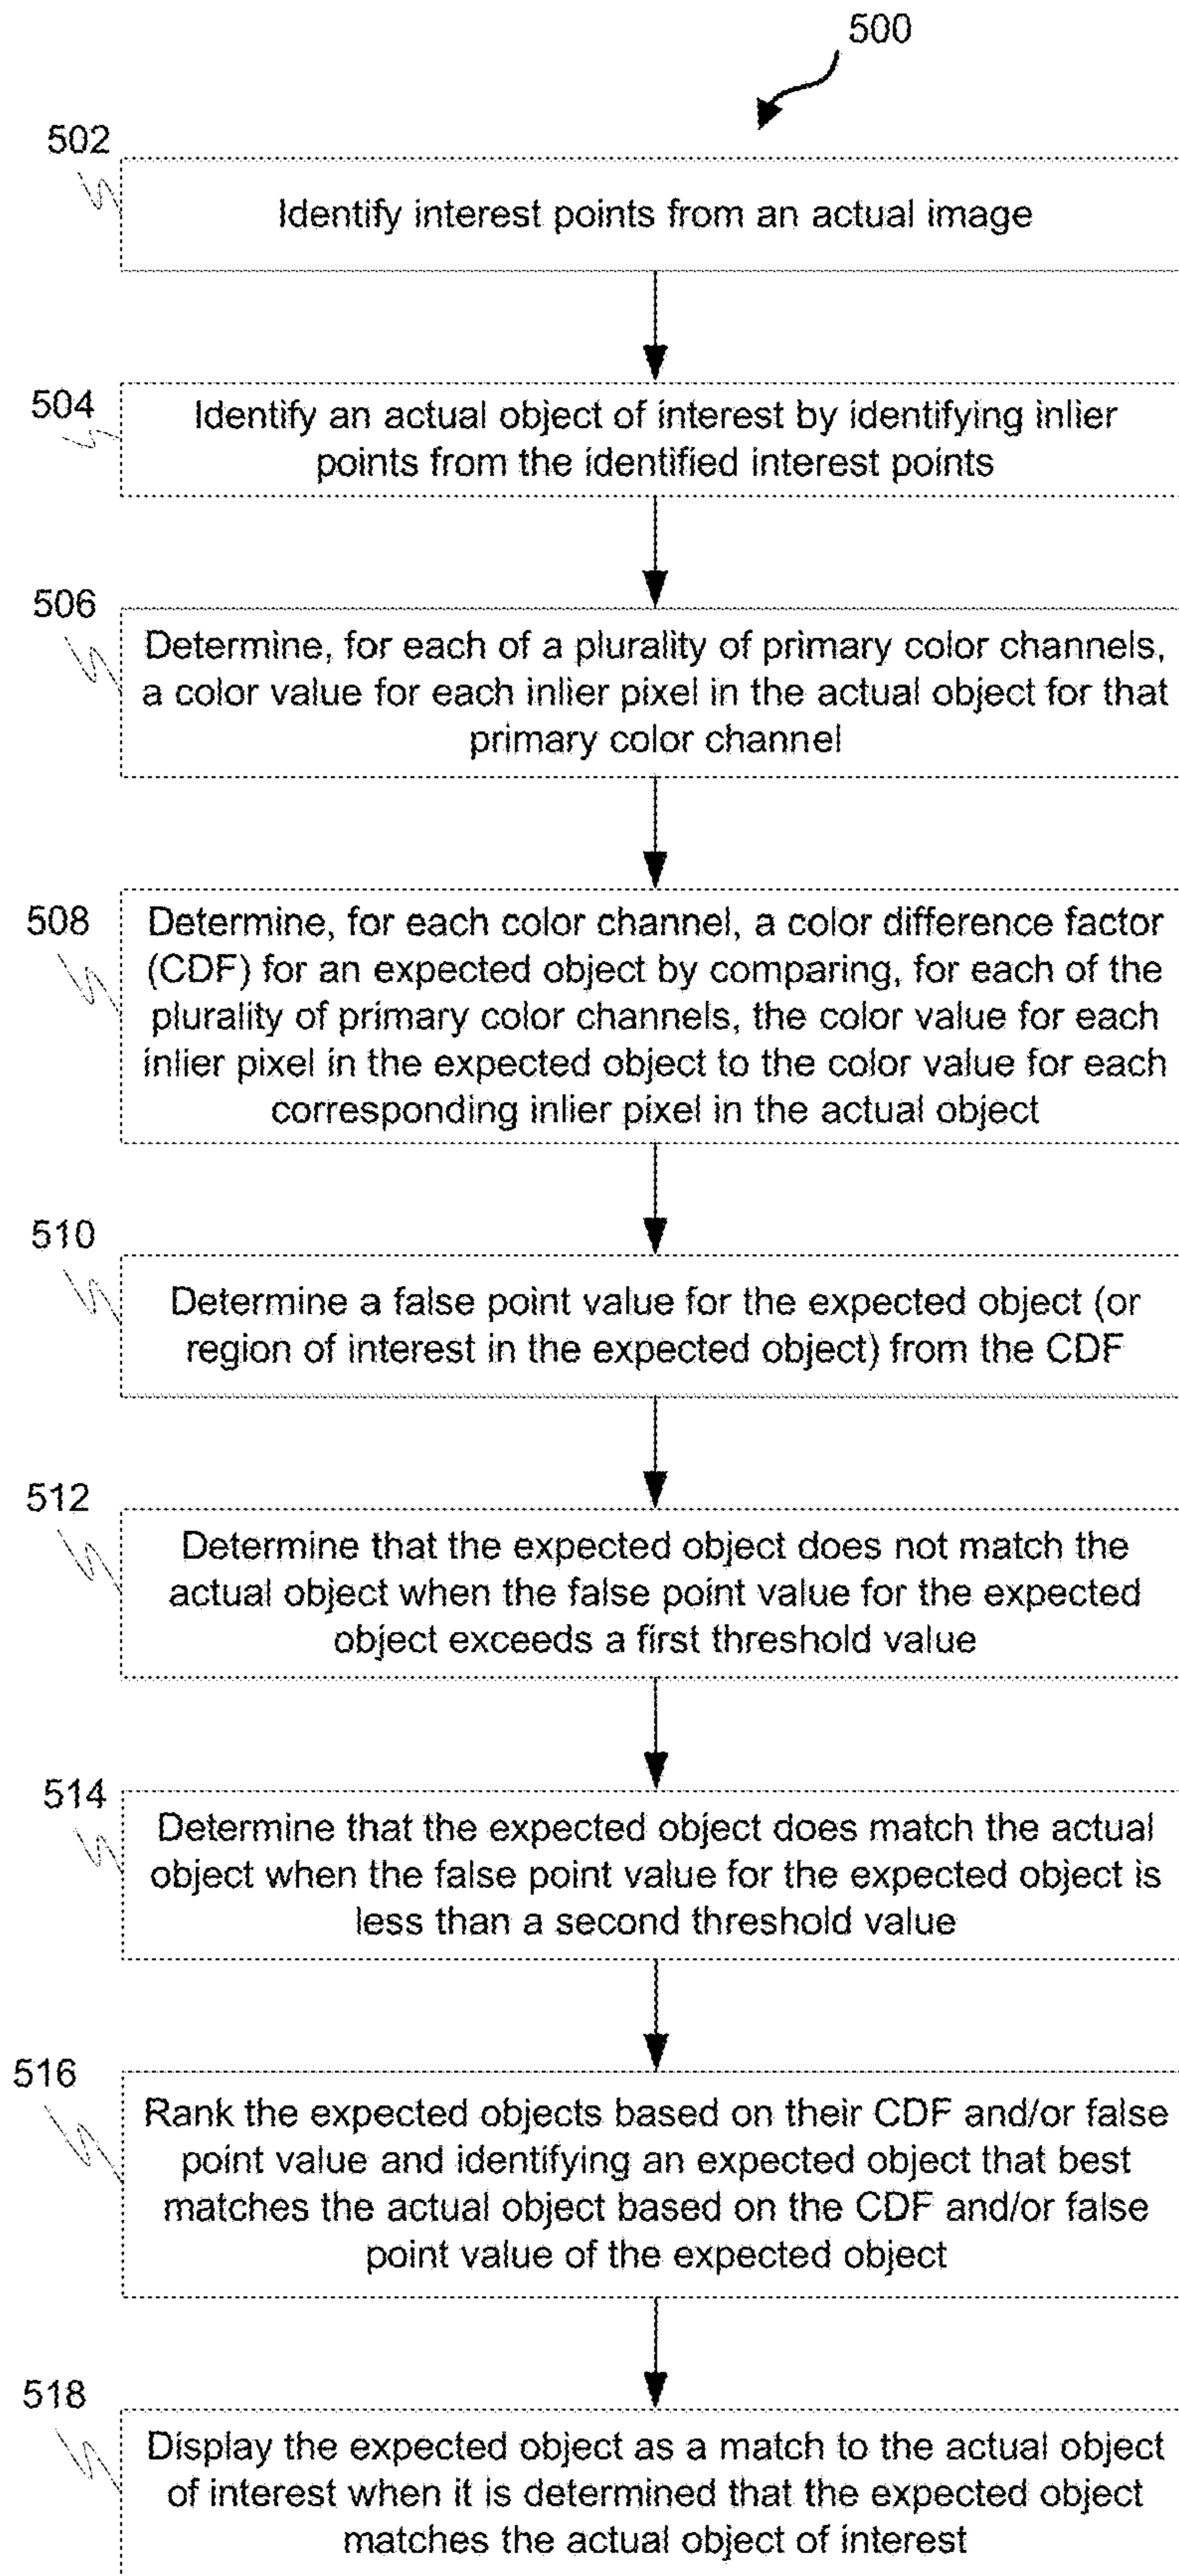 500
502
Identify interest points from an actual image
504
Identify an actual object of interest by identifying inlier
points from the identified interest points
506
Determine, for each of a plurality of primary color channels,
a color value for each inlier pixel in the actual object for that
primary color channel
508
Determine, for each color channel, a color difference factor
(CDF) for an expected object by comparing, for each of the
plurality of primary color channels, the color value for each
inlier pixel in the expected object to the color value for each
corresponding inlier pixel in the actual object
510
Determine a false point value for the expected object (or
region of interest in the expected object) from the CDF
512
Determine that the expected object does not match the
actual object when the false point value for the expected
object exceeds a first threshold value
514
Determine that the expected object does match the actual
object when the false point value for the expected object is
less than a second threshold value
516
Rank the expected objects based on their CDF and/or false
point value and identifying an expected object that best
matches the actual object based on the CDF and/or false
point value of the expected object
518
Display the expected object as a match to the actual object
of interest when it is determined that the expected object
matches the actual object of interest